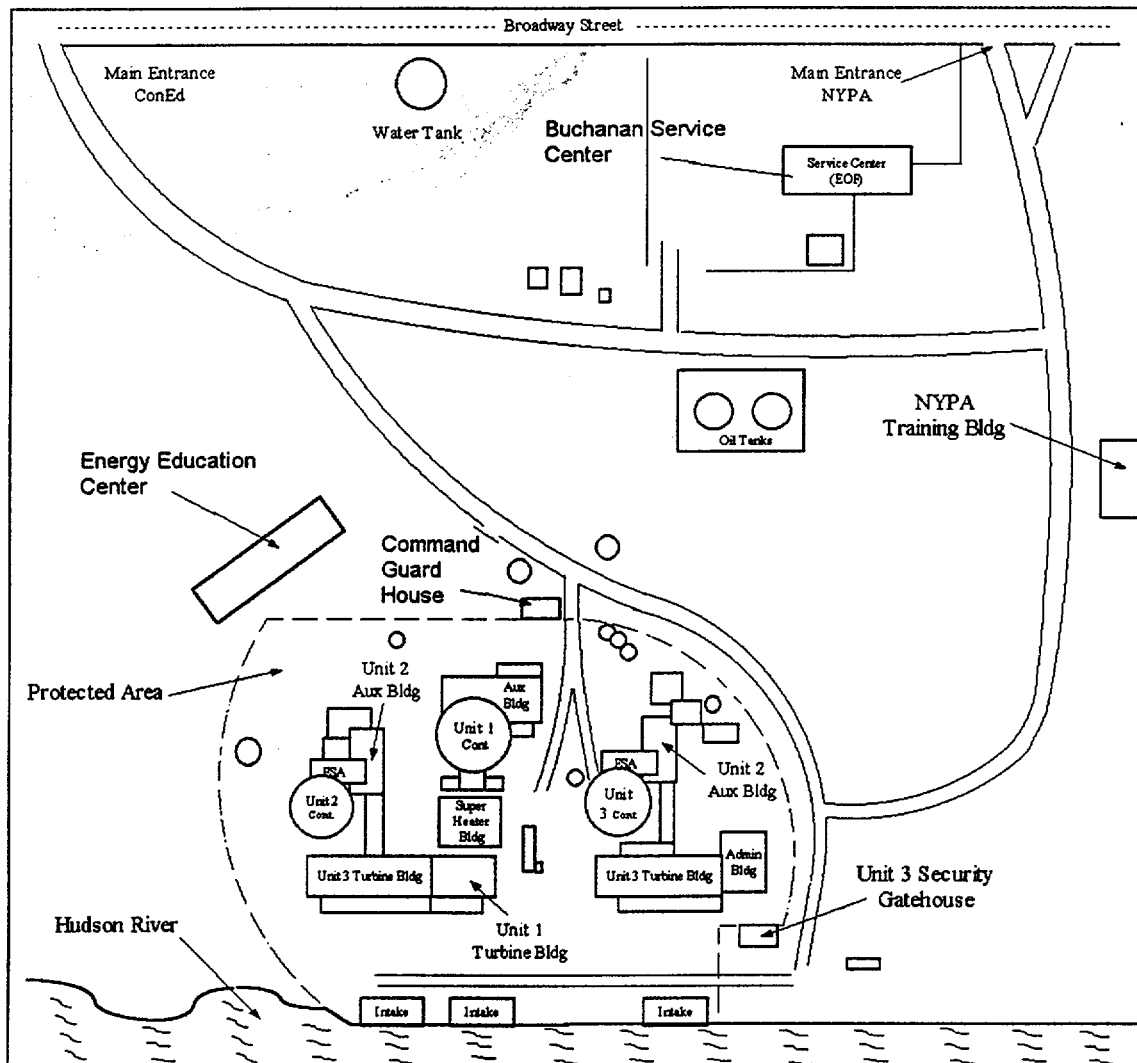 Broadway Street
Main Entrance
ConEd
Water Tank
Main Entrance
NYPA
Buchanan Service
Center
Service Center
(EOF)
Oil Tanks
NYPA
Training Bldg
Energy Education
Center
Command
Guard
House
Protected Area
Unit 2
Aux Bldg
Aux
Bldg
Unit 1
Cont
FSA
Unit 2
Cont.
Super
Heater
Bldg
FSA
Unit
3 Cont
Unit 2
Aux Bldg
Unit 3 Turbine Bldg
Unit 3 Turbine Bldg
Admin
Bldg
Unit 3 Security
Gatehouse
Unit 1
Turbine Bldg
Hudson River
Intake
Intake
Intake